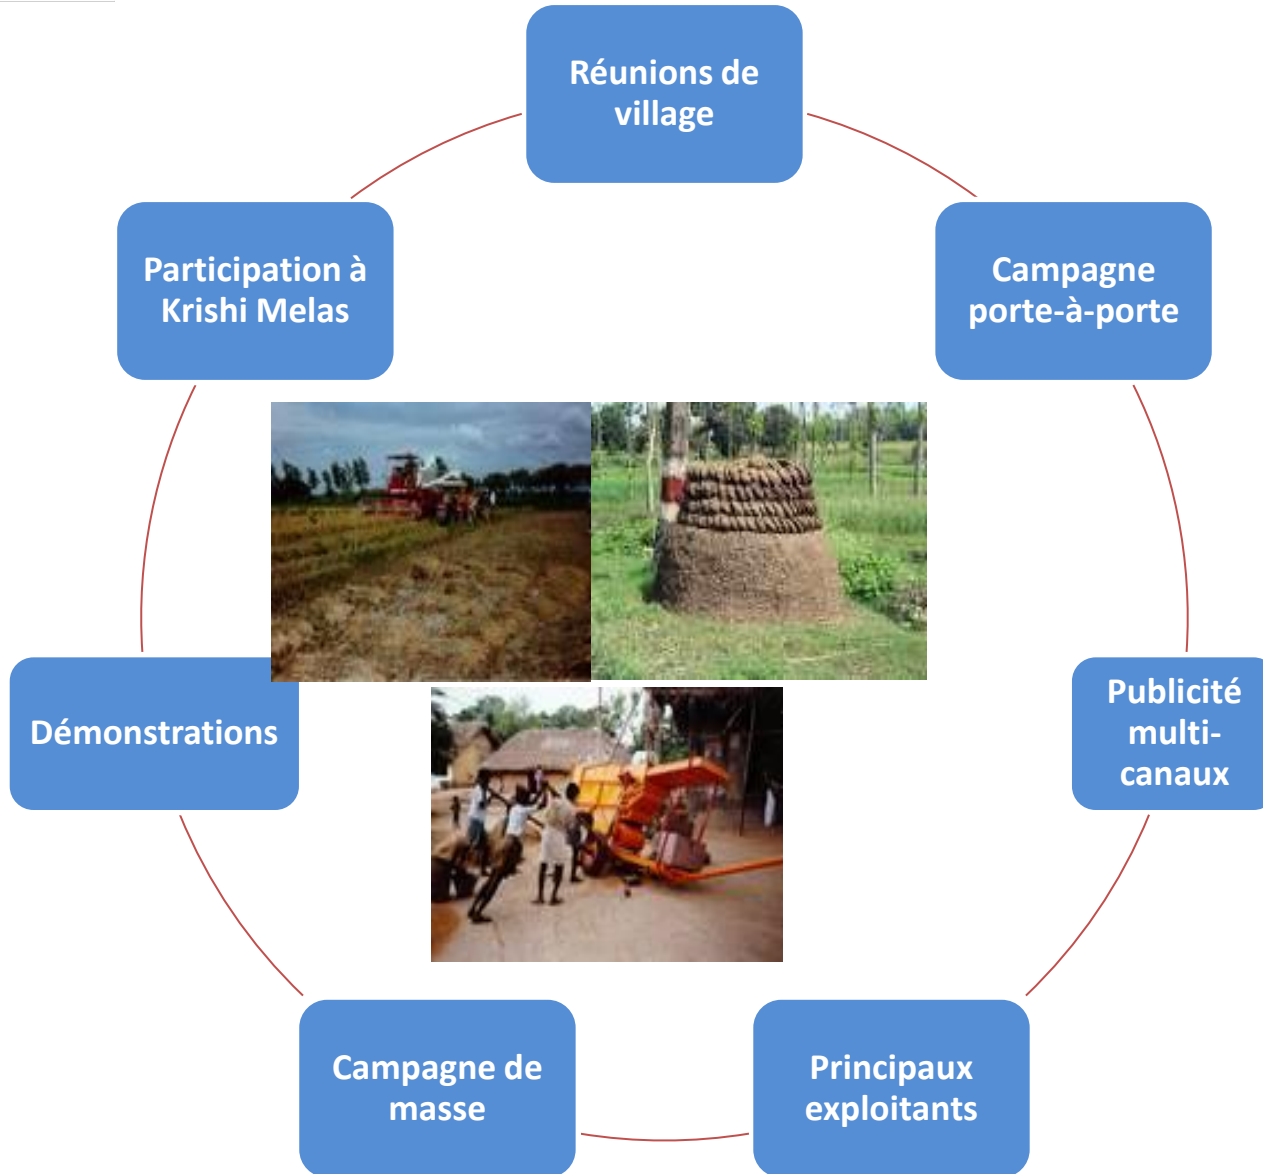 Réunions de
village
Campagne
porte-à-porte
Publicité
multi-
canaux
Principaux
exploitants
Campagne de
masse
Démonstrations
Participation à
Krishi Melas